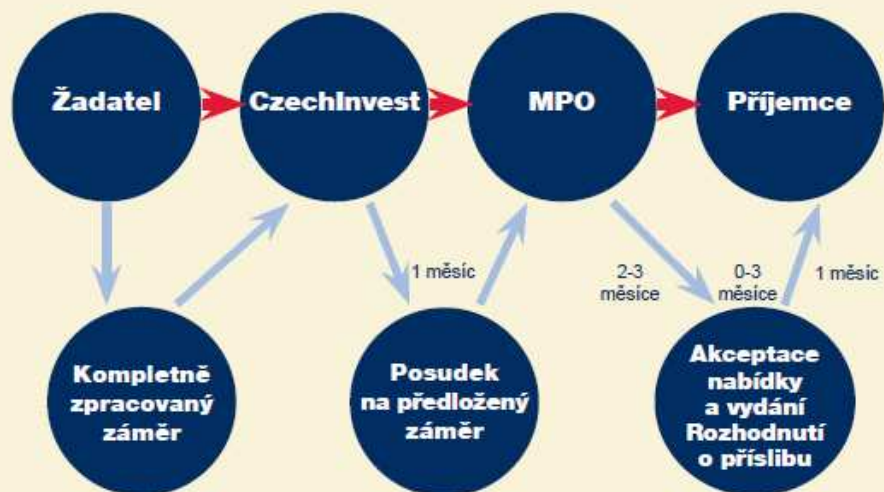 Žadatel
CzechInvest
MPO
Příjemce
1 měsíc
2-3
měsíce
0-3
měsíce
1 měsíc
Kompletně
zpracovaný
záměr
Posudek
na předložený
záměr
Akceptace
nabídky
a vydání
Rozhodnutí
o příslibu